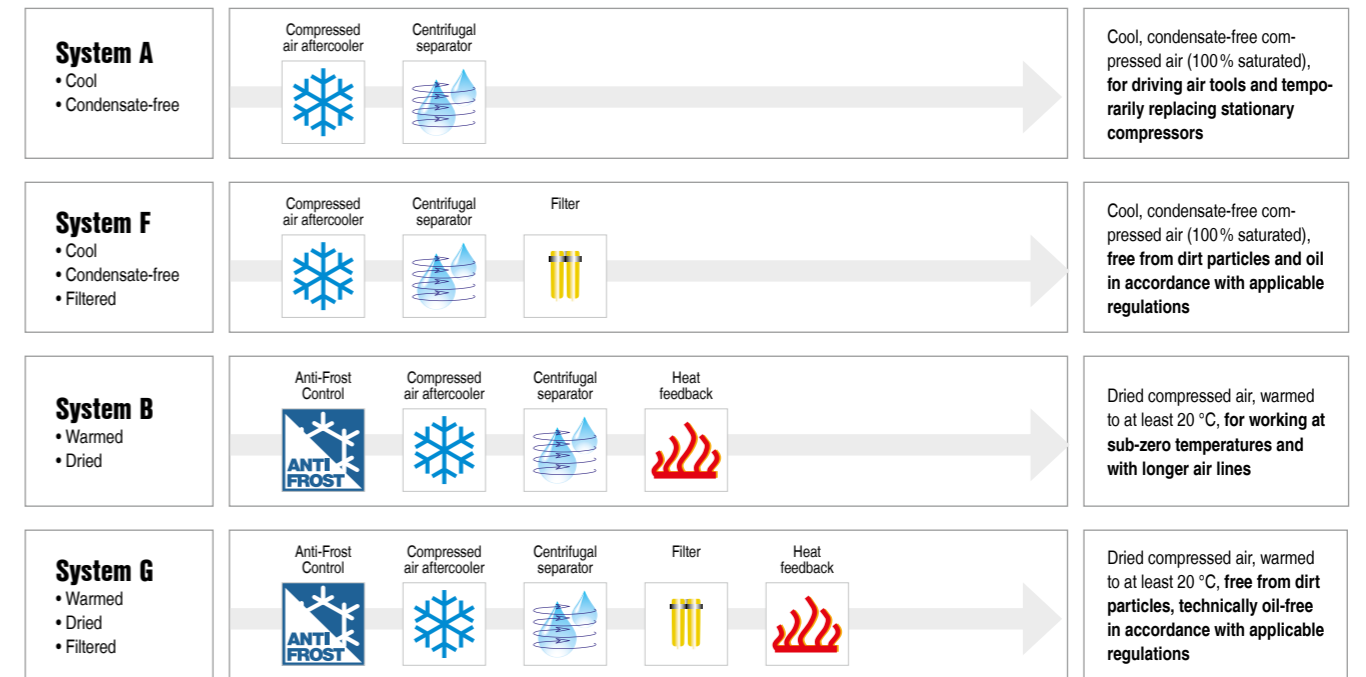 System A
• Cool
• Condensate-free
Compressed
air aftercooler
Centrifugal
separator
Cool, condensate-free com-
pressed air (100% saturated),
for driving air tools and tempo-
rarily replacing stationary
compressors
System F
• Cool
• Condensate-free
• Filtered
Compressed
air aftercooler
Centrifugal
separator
Filter
Cool, condensate-free com-
pressed air (100% saturated),
free from dirt particles and oil
in accordance with applicable
regulations
System B
• Warmed
• Dried
Anti-Frost
Control
ANTI
FROST
Compressed
air aftercooler
Centrifugal
separator
Heat
feedback
Dried compressed air, warmed
to at least 20 °C, for working at
sub-zero temperatures and
with longer air lines
System G
• Warmed
• Dried
• Filtered
Anti-Frost
Control
ANTI
FROST
Compressed
air aftercooler
Centrifugal
separator
Filter
Heat
feedback
Dried compressed air, warmed
to at least 20 °C, free from dirt
particles, technically oil-free
in accordance with applicable
regulations